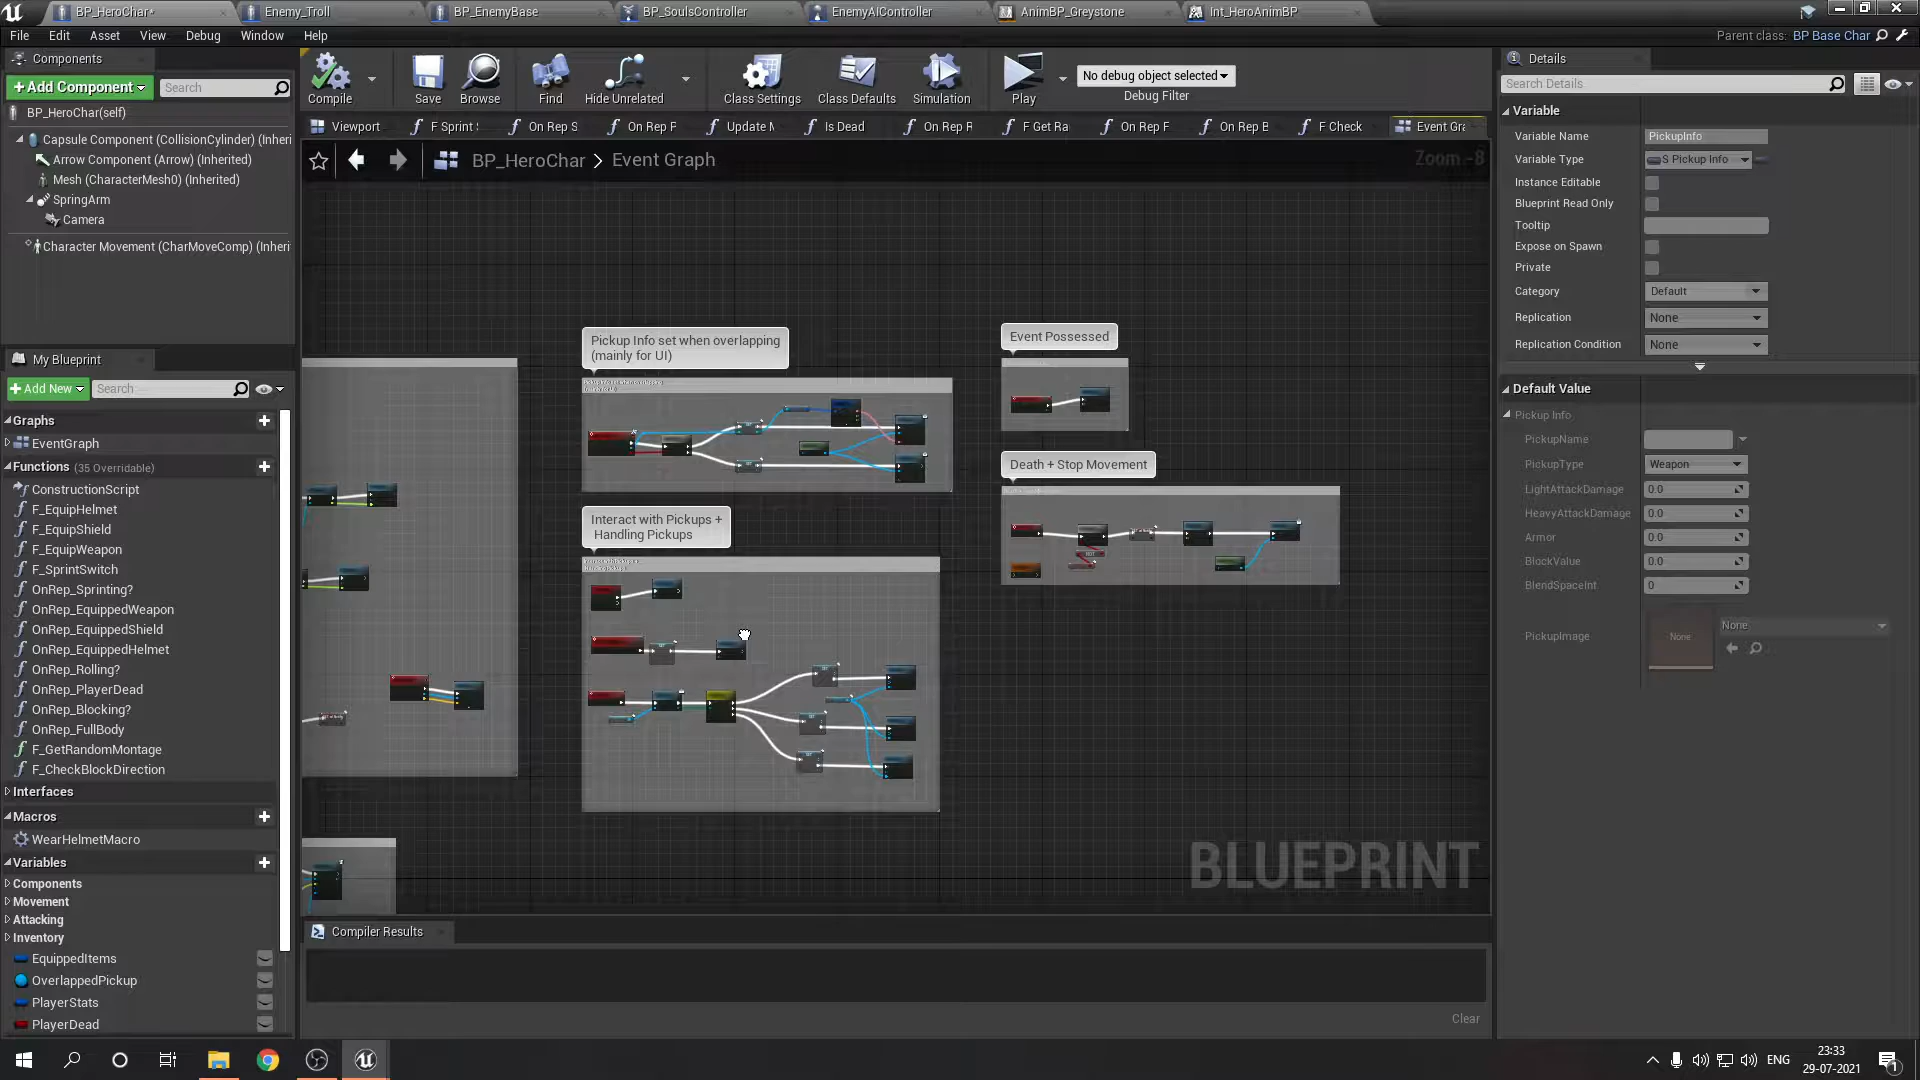 BP_HeroChar*
Enemy_Troll
BP_EnemyBase
BP_SoulsController
EnemyAIController
AnimBP_Greystone
Int_HeroAnimBP
File
Edit
Asset
View
Debug
Window
Help
Parent class: BP Base Char
Components
+Add Component
Search
BP_HeroChar(self)
Capsule Component (CollisionCylinder) (Inheri
Arrow Component (Arrow) (Inherited)
Mesh (CharacterMesh0) (Inherited)
SpringArm
Camera
Character Movement (CharMoveComp) (Inheri
Compile
Save
Browse
Find
Hide Unrelated
Class Settings
Class Defaults
Simulation
Play
No debug object selected
Debug Filter
Viewport
F Sprint
On Rep S
On Rep P
Update
Is Dead
On Rep R
F Get Ra
On Rep F
On Rep B
F Check
Event Gra
BP_HeroChar > Event Graph
Zoom -8
Pickup Info set when overlapping
(mainly for UI)
Event Possessed
Death + Stop Movement
Interact with Pickups +
Handling Pickups
BLUEPRINT
Compiler Results
Clear
My Blueprint
+Add New
Search
Graphs
EventGraph
Functions (35 Overridable)
ConstructionScript
F_EquipHelmet
F_EquipShield
F_EquipWeapon
F_SprintSwitch
OnRep_Sprinting?
OnRep_EquippedWeapon
OnRep_EquippedShield
OnRep_EquippedHelmet
OnRep_Rolling?
OnRep_PlayerDead
OnRep_Blocking?
OnRep_FullBody
F_GetRandomMontage
F_CheckBlockDirection
Interfaces
Macros
WearHelmetMacro
Variables
Components
Movement
Attacking
Inventory
EquippedItems
OverlappedPickup
PlayerStats
PlayerDead
Details
Search Details
Variable
Variable Name
PickupInfo
Variable Type
S Pickup Info
Instance Editable
Blueprint Read Only
Tooltip
Expose on Spawn
Private
Category
Default
Replication
None
Replication Condition
None
Default Value
Pickup Info
PickupName
PickupType
Weapon
LightAttackDamage
0.0
HeavyAttackDamage
0.0
Armor
0.0
BlockValue
0.0
BlendSpaceInt
0
PickupImage
None
None
ENG
23:33
29-07-2021
1